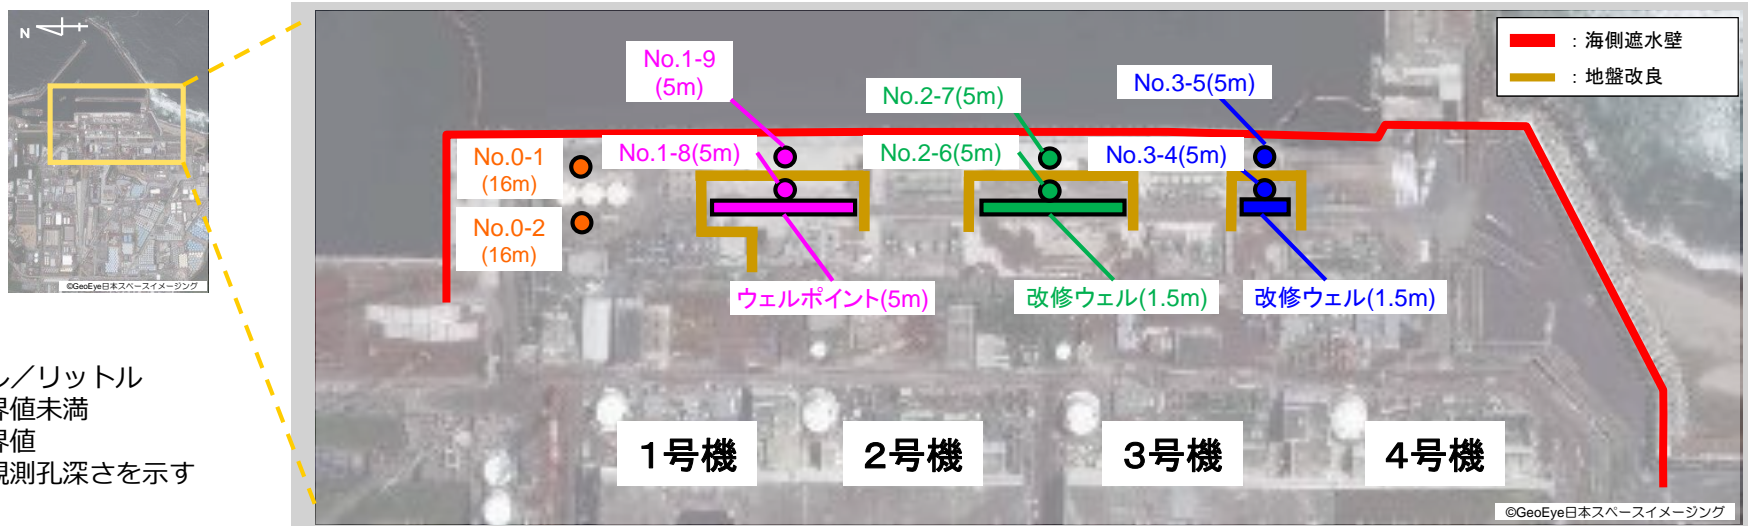 N
©GeoEye日本スペースイメージング
No.1-9
(5m)
No.2-7(5m)
No.3-5(5m)
：海側遮水壁
：地盤改良
No.0-1
(16m)
No.1-8(5m)
No.2-6(5m)
No.3-4(5m)
No.0-2
(16m)
ウェルポイント(5m)
改修ウェル(1.5m)
改修ウェル(1.5m)
ル／リットル
界値未満
界値
観測孔深さを示す
1号機
2号機
3号機
4号機
©GeoEye日本スペースイメージング